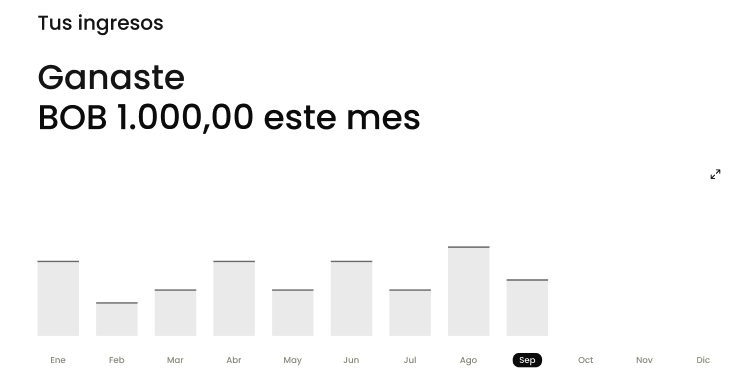 Tus ingresos
Ganaste
BOB 1.000,00 este mes
Ene Feb Mar Abr May Jun Jul Ago Sep Oct Nov Dic